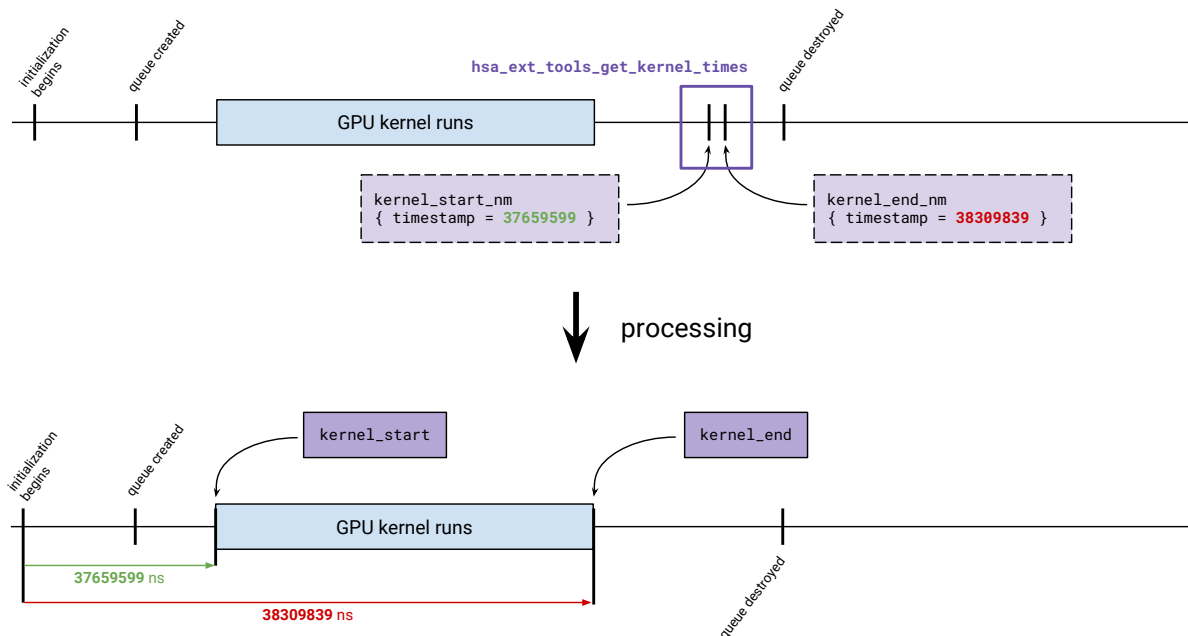 initialization
begins
queue created
hsa_ext_tools_get_kernel_times
queue destroyed
GPU kernel runs
kernel_start_nm
{ timestamp = 37659599 }
kernel_end_nm
{ timestamp = 38309839 }
processing
initialization
begins
queue created
kernel_start
kernel_end
GPU kernel runs
37659599 ns
38309839 ns
queue destroyed